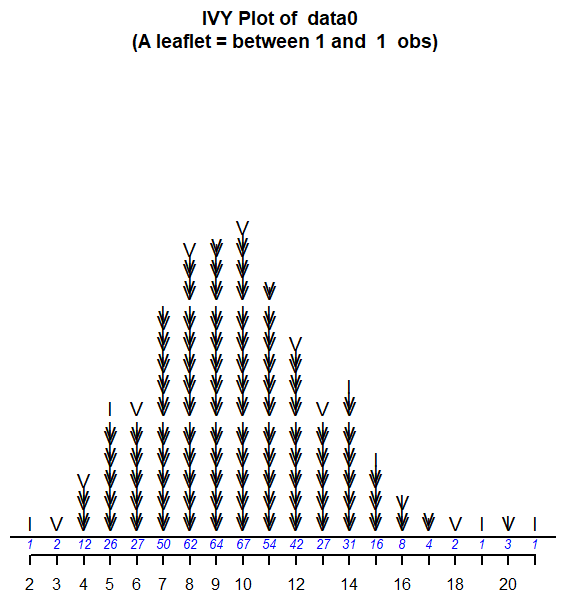 IVY Plot of data0
(A leaflet = between 1 and 1 obs)
1 2 12 26 27 50 62 64 67 54 42 27 31 16 8 4 2 1 3 1
2 3 4 5 6 7 8 9 10 12 14 16 18 20